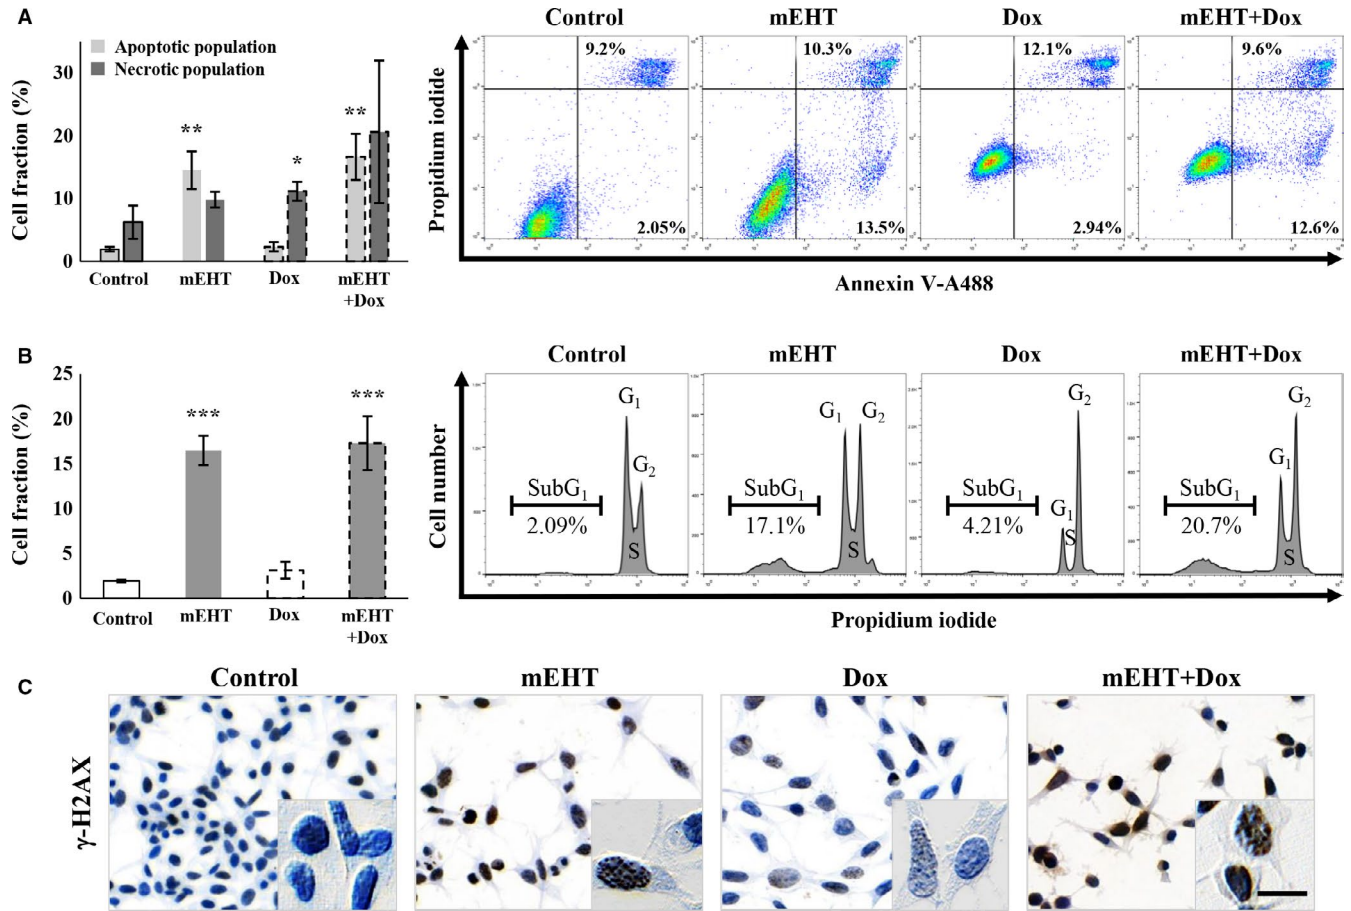 A
Control
mEHT
Dox
mEHT+Dox
Apoptotic population
Necrotic population
Cell fraction (%)
30
20
10
0
**
*
**
Control
mEHT
Dox
mEHT
+Dox
Propidium iodide
9.2%
2.05%
10.3%
13.5%
12.1%
2.94%
9.6%
12.6%
Annexin V-A488
B
Control
mEHT
Dox
mEHT+Dox
Cell fraction (%)
25
20
15
10
5
0
***
***
Control
mEHT
Dox
mEHT
+Dox
Cell number
G1
G2
SubG1
2.09%
S
G1
G2
SubG1
17.1%
S
G2
SubG1
4.21%
G1
S
G2
G1
SubG1
20.7%
S
Propidium iodide
C
Control
mEHT
Dox
mEHT+Dox
γ-H2AX